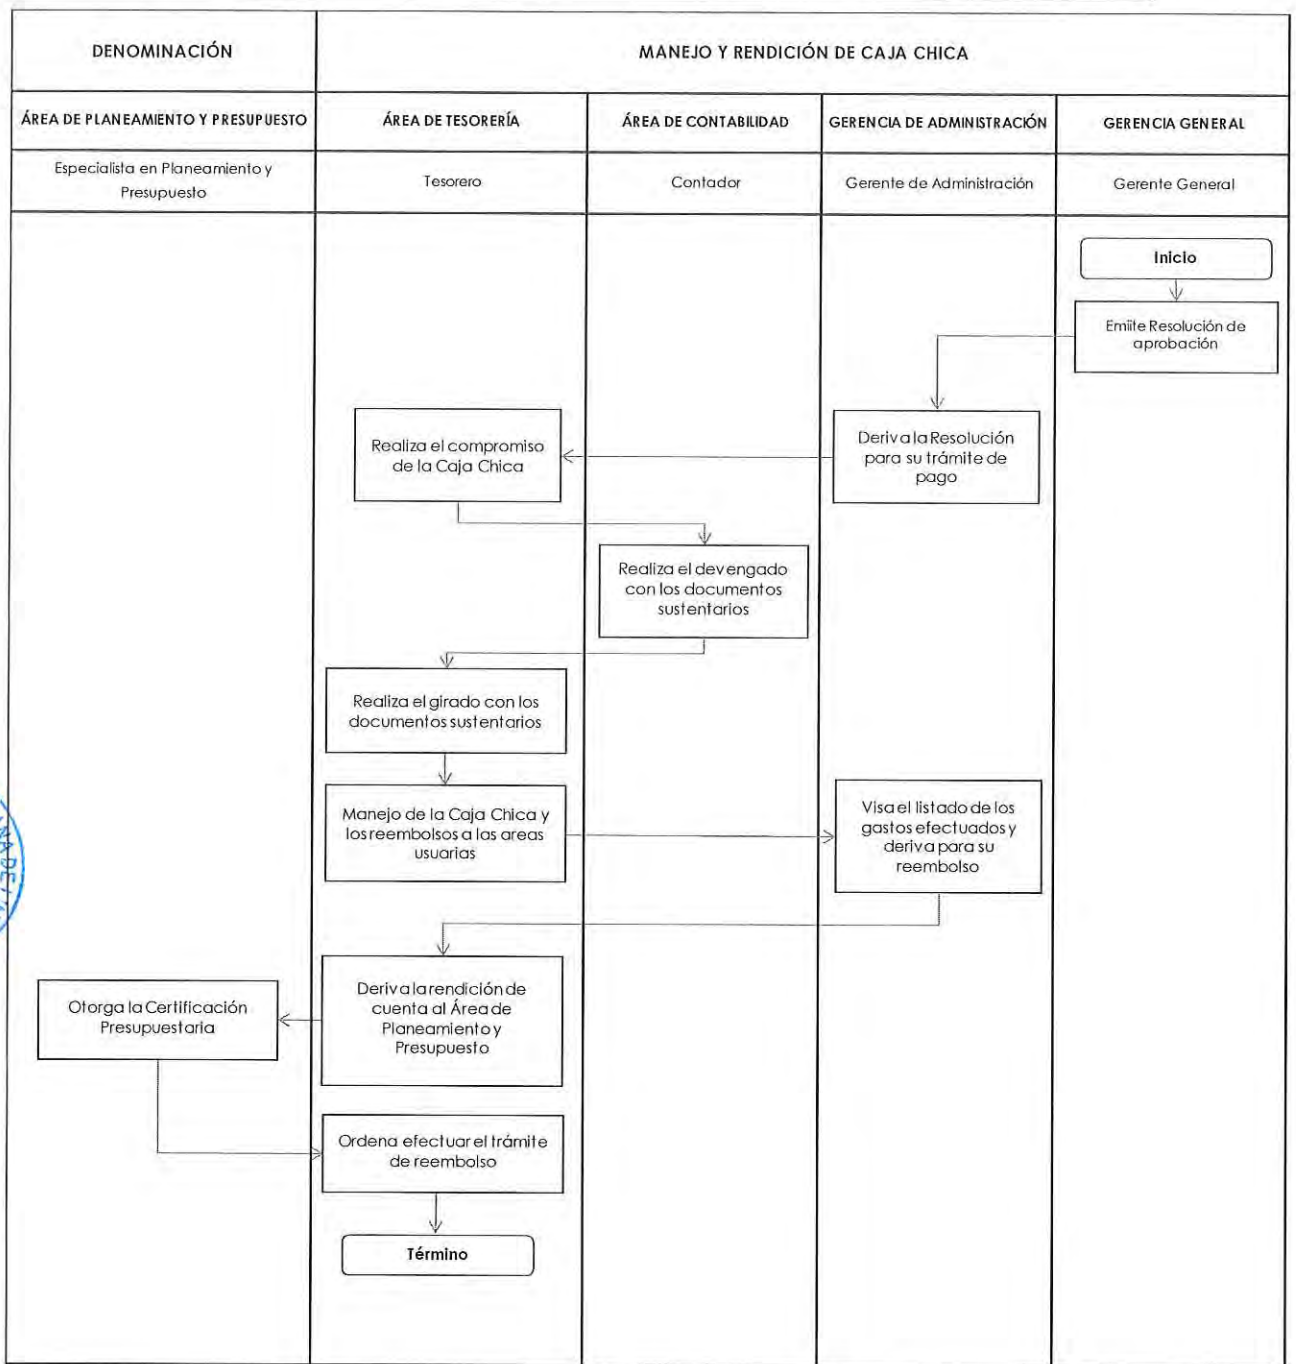 DENOMINACIÓN
MANEJO Y RENDICIÓN DE CAJA CHICA
ÁREA DE PLANEAMIENTO Y PRESUPUESTO
ÁREA DE TESORERÍA
ÁREA DE CONTABILIDAD
GERENCIA DE ADMINISTRACIÓN
GERENCIA GENERAL
Especialista en Planeamiento y
Presupuesto
Tesorero
Contador
Gerente de Administración
Gerente General
Inicio
Emiite Resolución de
aprobación
Deriva la Resolución
para su trámite de
pago
Realiza el compromiso
de la Caja Chica
Realiza el devengado
con los documentos
sustentarios
Realiza el girado con los
documentos sustentarios
Manejo de la Caja Chica y
los reembolsos a las areas
usuarias
Visa el listado de los
gastos efectuados y
deriva para su
reembolso
Deriva la rendición de
cuenta al Área de
Planeamiento y
Presupuesto
Otorga la Certificación
Presupuestaria
Ordena efectuar el trámite
de reembolso
Término